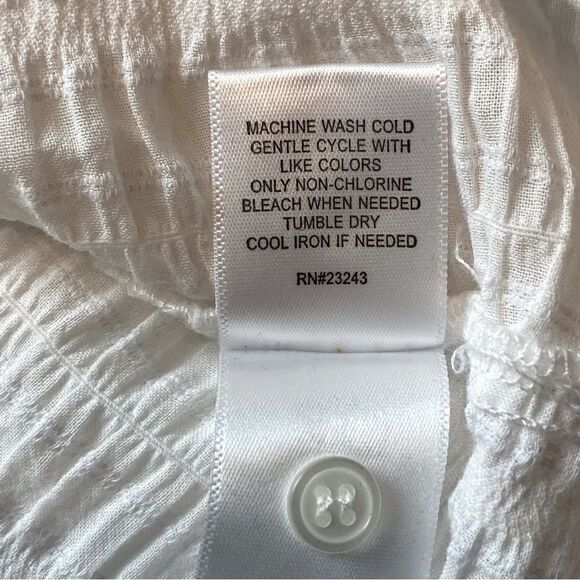 MACHINE WASH COLD
GENTLE CYCLE WITH
LIKE COLORS
ONLY NON-CHLORINE
BLEACH WHEN NEEDED
TUMBLE DRY
COOL IRON IF NEEDED
RN#23243